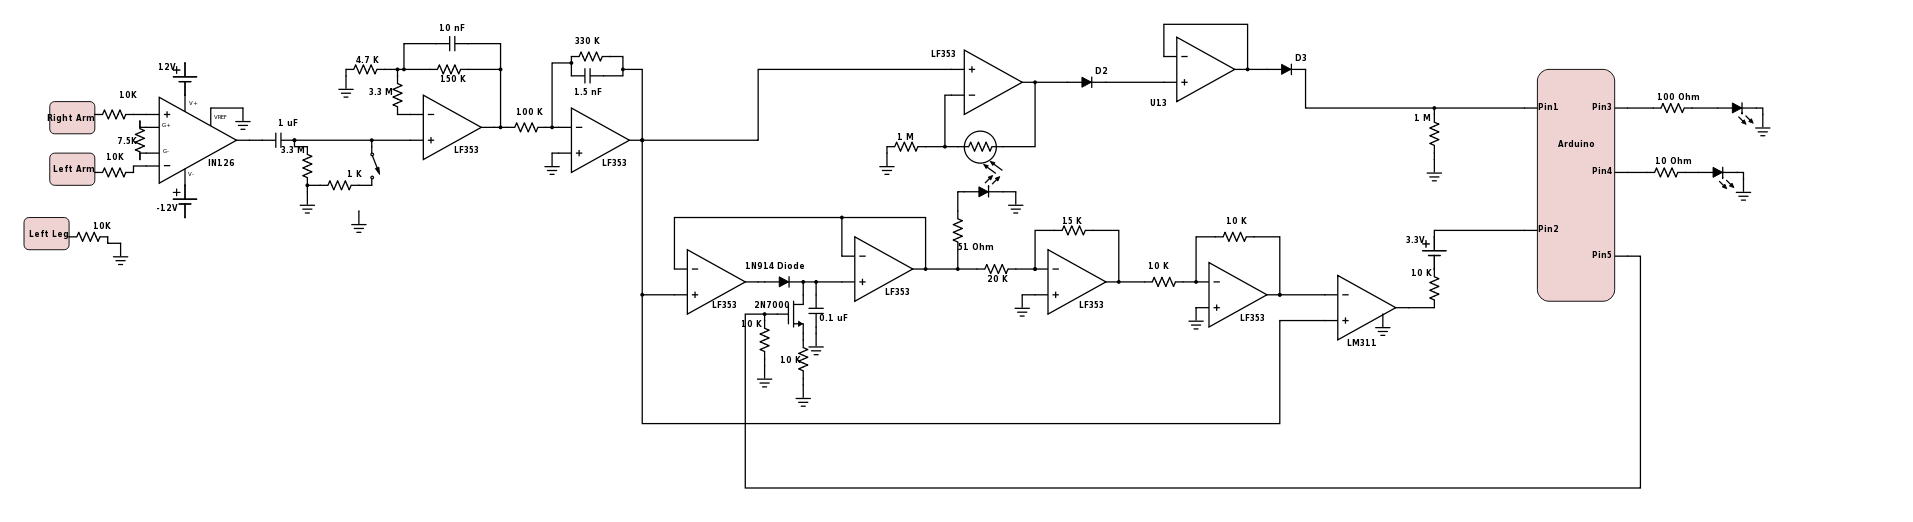 10 nF
330 K
LF353
D3
4.7 K
12V
+
150 K
D2
+
−
−
+
10K
3.3 M
1.5 nF
U13
100 Ohm
V+
Right Arm
+
VREF
−
100 K
−
Pin1
Pin3
G+
1 uF
1 M
7.5K
+
LF353
+
LF353
1 M
Arduino
G-
3.3 M
10K
Left Arm
−
IN126
1 K
10 Ohm
Pin4
V-
+
-12V
Left Leg
10K
15 K
10 K
Pin2
3.3V
+
51 Ohm
−
Pin5
−
1N914 Diode
−
10 K
10 K
+
+
20 K
−
+
LF353
−
+
LF353
2N7000
LF353
+
LF353
0.1 uF
10 K
+
LM311
10 K